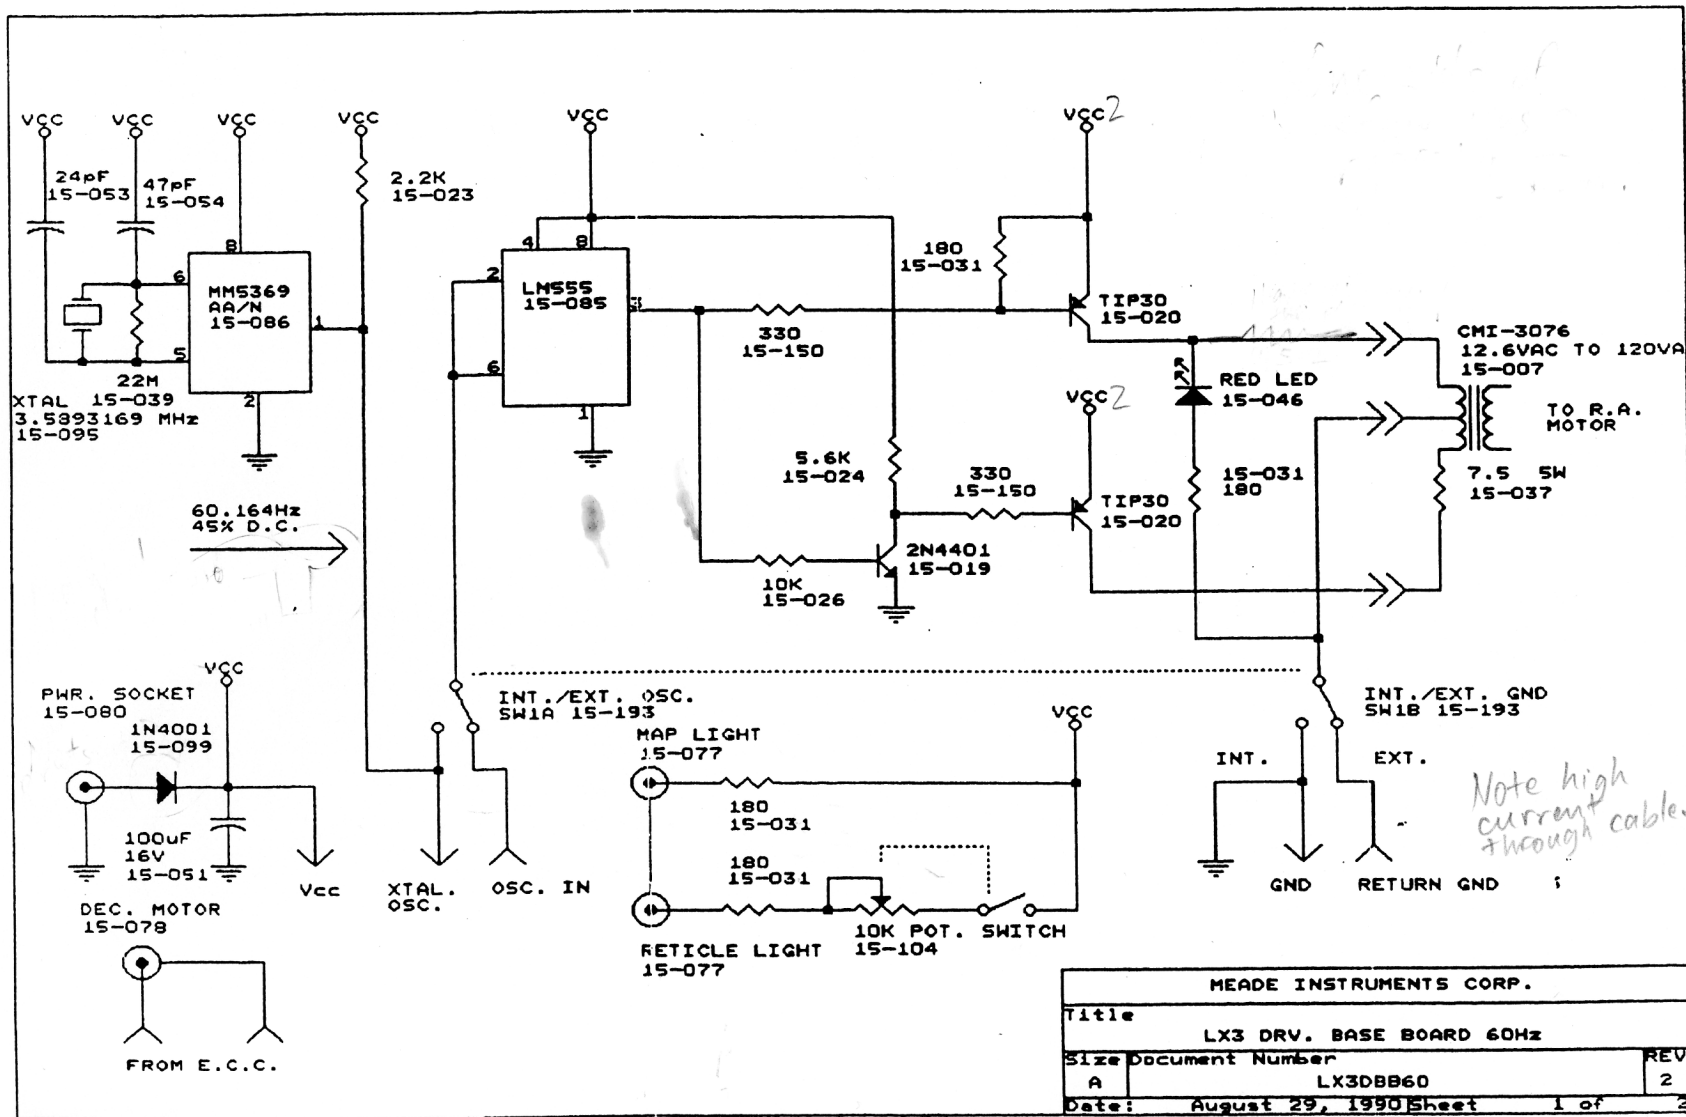 VCC
VCC
VCC
VCC
VCC
VCC 2
24pF
15-053
47pF
15-054
2.2K
15-023
8
6
MM5369
AA/N
15-086
1
5
2
22M
15-039
XTAL
3.5893169 MHz
15-095
4
8
2
LM555
15-085
3
6
1
180
15-031
330
15-150
TIP30
15-020
CMI-3076
12.6VAC TO 120VA
15-007
RED LED
15-046
VCC 2
TO R.A.
MOTOR
5.6K
15-024
330
15-150
TIP30
15-020
15-031
180
7.5 5W
15-037
60.164Hz
45% D.C.
2N4401
15-019
10K
15-026
VCC
PWR. SOCKET
15-080
1N4001
15-099
100uF
16V
15-051
Vcc
INT./EXT. OSC.
SW1A 15-193
XTAL.
OSC.
OSC. IN
MAP LIGHT
15-077
VCC
180
15-031
180
15-031
10K POT. SWITCH
15-104
RETICLE LIGHT
15-077
INT./EXT. GND
SW1B 15-193
INT.
EXT.
GND
RETURN GND
Note high
current
through cable.
DEC. MOTOR
15-078
FROM E.C.C.
MEADE INSTRUMENTS CORP.
Title
LX3 DRV. BASE BOARD 60Hz
Size Document Number REV
A LX3DBB60 2
Date: August 29, 1990 Sheet 1 of 2